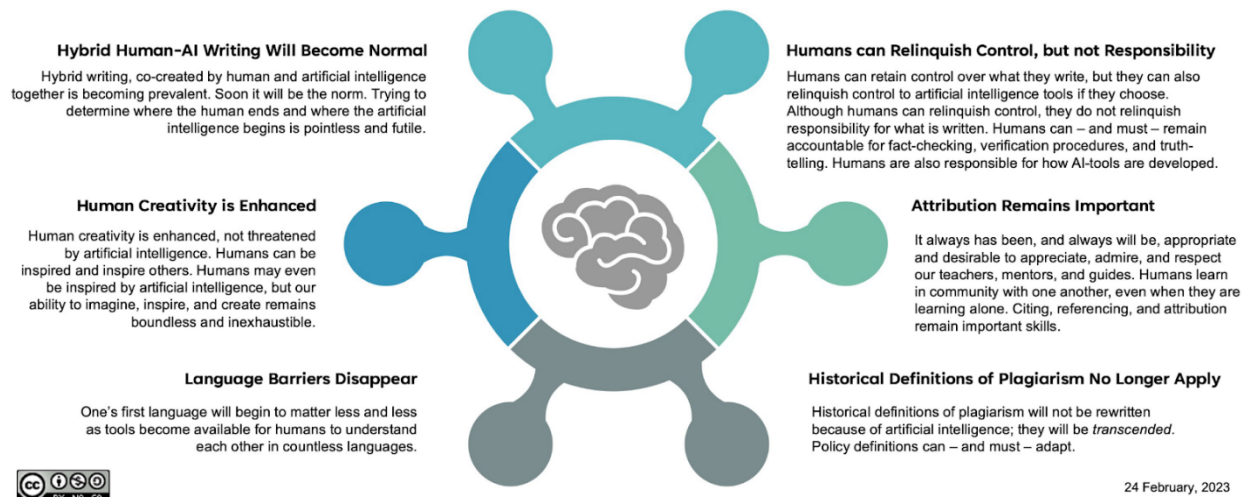 Hybrid Human-AI Writing Will Become Normal
Hybrid writing, co-created by human and artificial intelligence
together is becoming prevalent. Soon it will be the norm. Trying to
determine where the human ends and where the artificial
intelligence begins is pointless and futile.
Humans can Relinquish Control, but not Responsibility
Humans can retain control over what they write, but they can also
relinquish control to artificial intelligence tools if they choose.
Although humans can relinquish control, they do not relinquish
responsibility for what is written. Humans can – and must – remain
accountable for fact-checking, verification procedures, and truth-
telling. Humans are also responsible for how AI-tools are developed.
Human Creativity is Enhanced
Human creativity is enhanced, not threatened
by artificial intelligence. Humans can be
inspired and inspire others. Humans may even
be inspired by artificial intelligence, but our
ability to imagine, inspire, and create remains
boundless and inexhaustible.
Attribution Remains Important
It always has been, and always will be, appropriate
and desirable to appreciate, admire, and respect
our teachers, mentors, and guides. Humans learn
in community with one another, even when they are
learning alone. Citing, referencing, and attribution
remain important skills.
Language Barriers Disappear
One's first language will begin to matter less and less
as tools become available for humans to understand
each other in countless languages.
Historical Definitions of Plagiarism No Longer Apply
Historical definitions of plagiarism will not be rewritten
because of artificial intelligence; they will be transcended.
Policy definitions can – and must – adapt.
cc
24 February, 2023